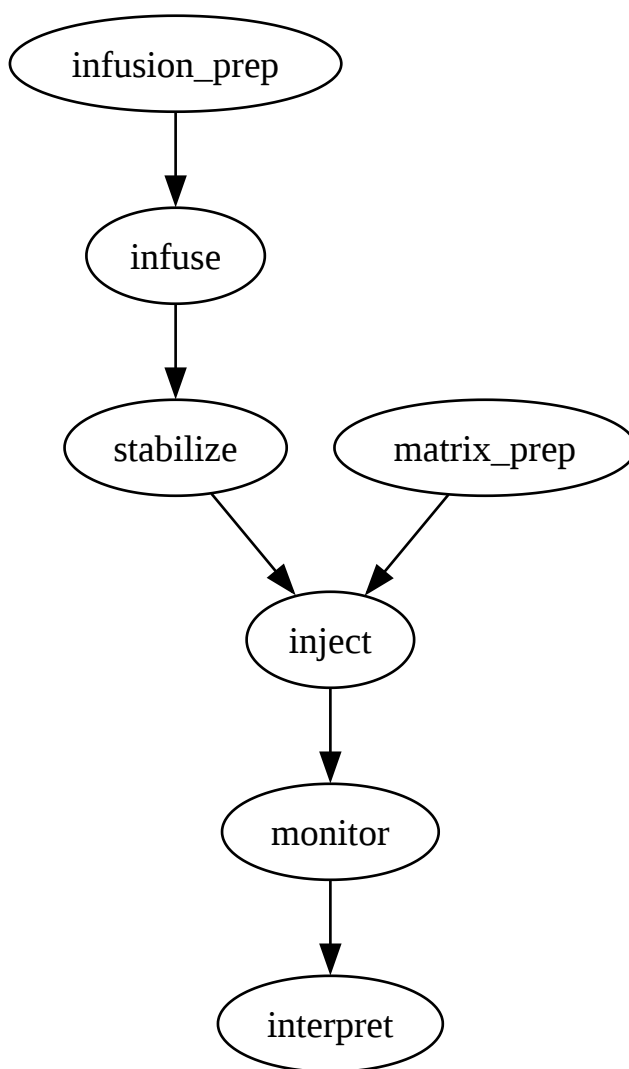 infusion_prep
infuse
stabilize
matrix_prep
inject
monitor
interpret